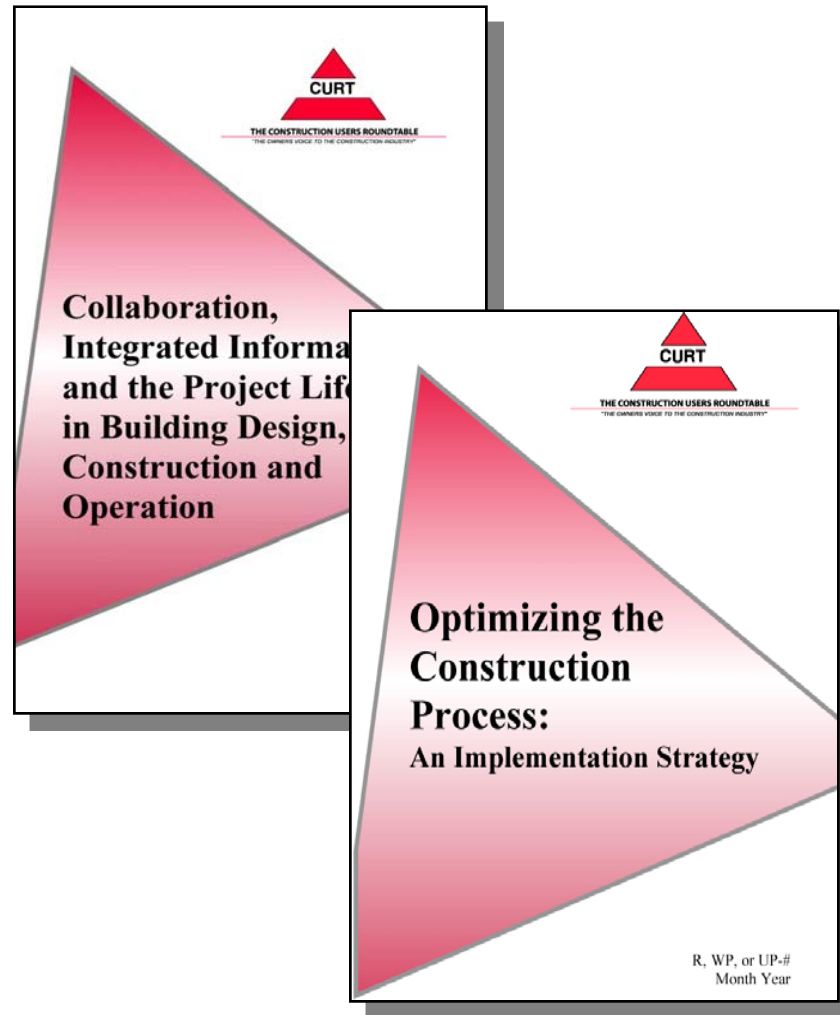 CURT
THE CONSTRUCTION USERS ROUNDTABLE
"THE OWNERS VOICE TO THE CONSTRUCTION INDUSTRY"
Collaboration,
Integrated Informa
and the Project Life
in Building Design,
Construction and
Operation
CURT
THE CONSTRUCTION USERS ROUNDTABLE
"THE OWNERS VOICE TO THE CONSTRUCTION INDUSTRY"
Optimizing the
Construction
Process:
An Implementation Strategy
R, WP, or UP-#
Month Year